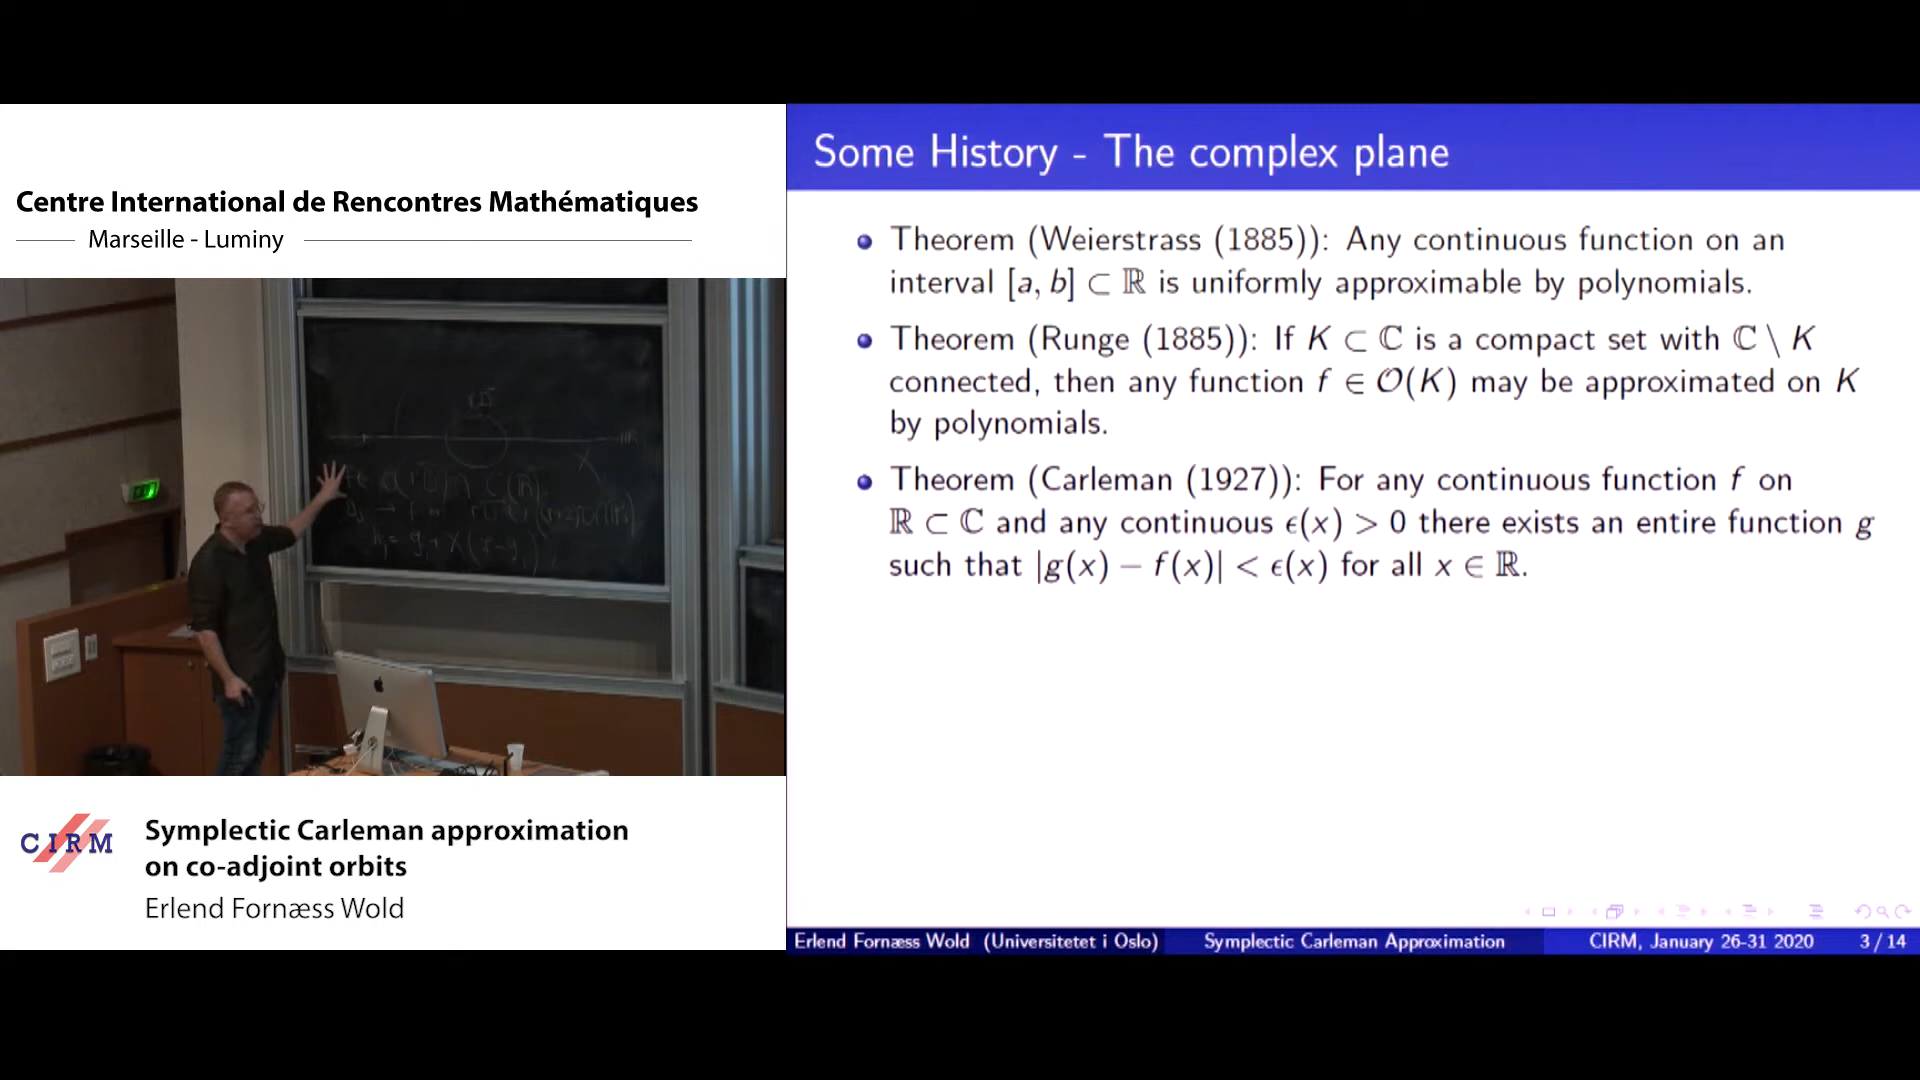 Centre International de Rencontres Mathématiques
Marseille - Luminy
CIRM
Symplectic Carleman approximation
on co-adjoint orbits
Erlend Fornæss Wold
Some History - The complex plane
Theorem (Weierstrass (1885)): Any continuous function on an
interval [a, b] ⊂ ℝ is uniformly approximable by polynomials.
Theorem (Runge (1885)): If K ⊂ ℂ is a compact set with ℂ \ K
connected, then any function f ∈ 𝒪(K) may be approximated on K
by polynomials.
Theorem (Carleman (1927)): For any continuous function f on
ℝ ⊂ ℂ and any continuous ϵ(x) > 0 there exists an entire function g
such that |g(x) − f(x)| < ϵ(x) for all x ∈ ℝ.
Erlend Fornæss Wold (Universitetet i Oslo)
Symplectic Carleman Approximation
CIRM, January 26-31 2020
3 / 14